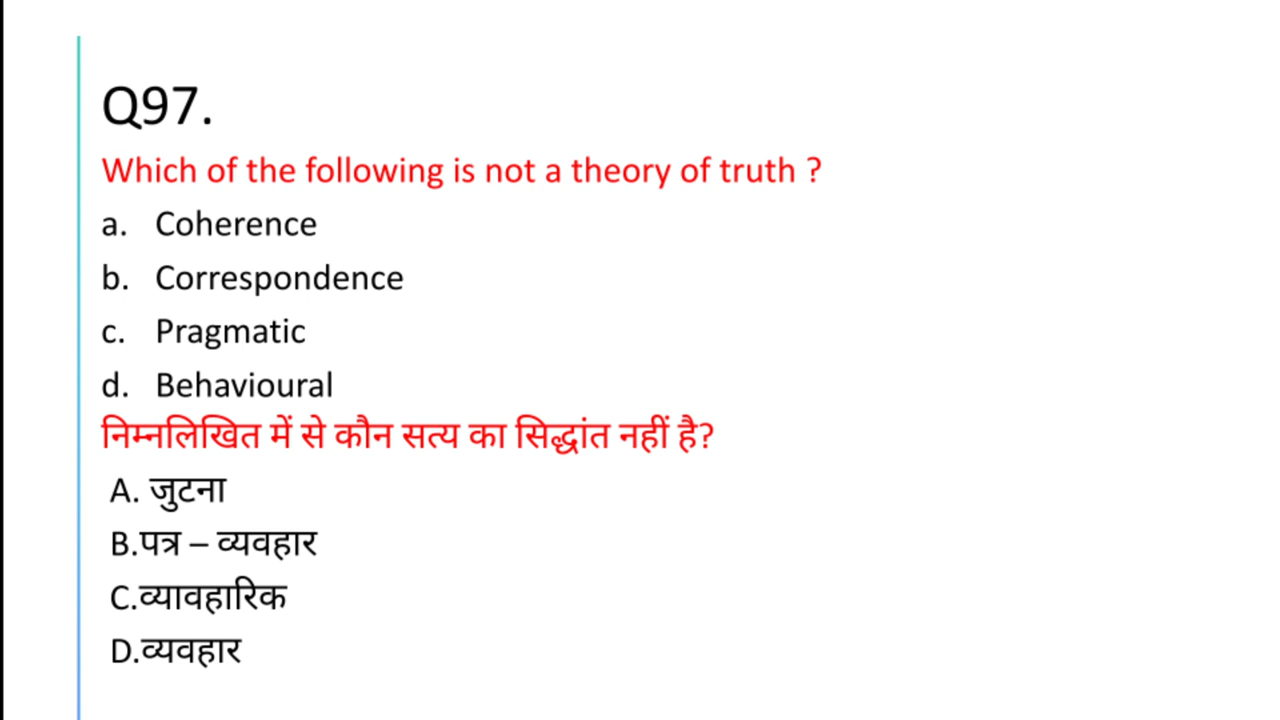 Q97.
Which of the following is not a theory of truth ?
a. Coherence
b. Correspondence
c. Pragmatic
d. Behavioural
निम्नलिखित में से कौन सत्य का सिद्धांत नहीं है?
A. जुटना
B.पत्र – व्यवहार
C.व्यावहारिक
D.व्यवहार